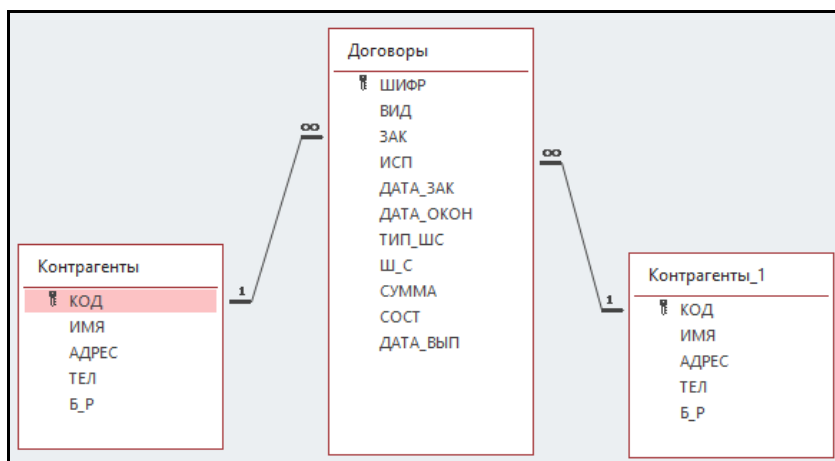 Договоры
ШИФР
ВИД
ЗАК
ИСП
ДАТА_ЗАК
ДАТА_ОКОН
ТИП_ШС
Ш_С
СУММА
СОСТ
ДАТА_ВЫП
∞
∞
Контрагенты
КОД
ИМЯ
АДРЕС
ТЕЛ
Б_Р
1
1
Контрагенты_1
КОД
ИМЯ
АДРЕС
ТЕЛ
Б_Р